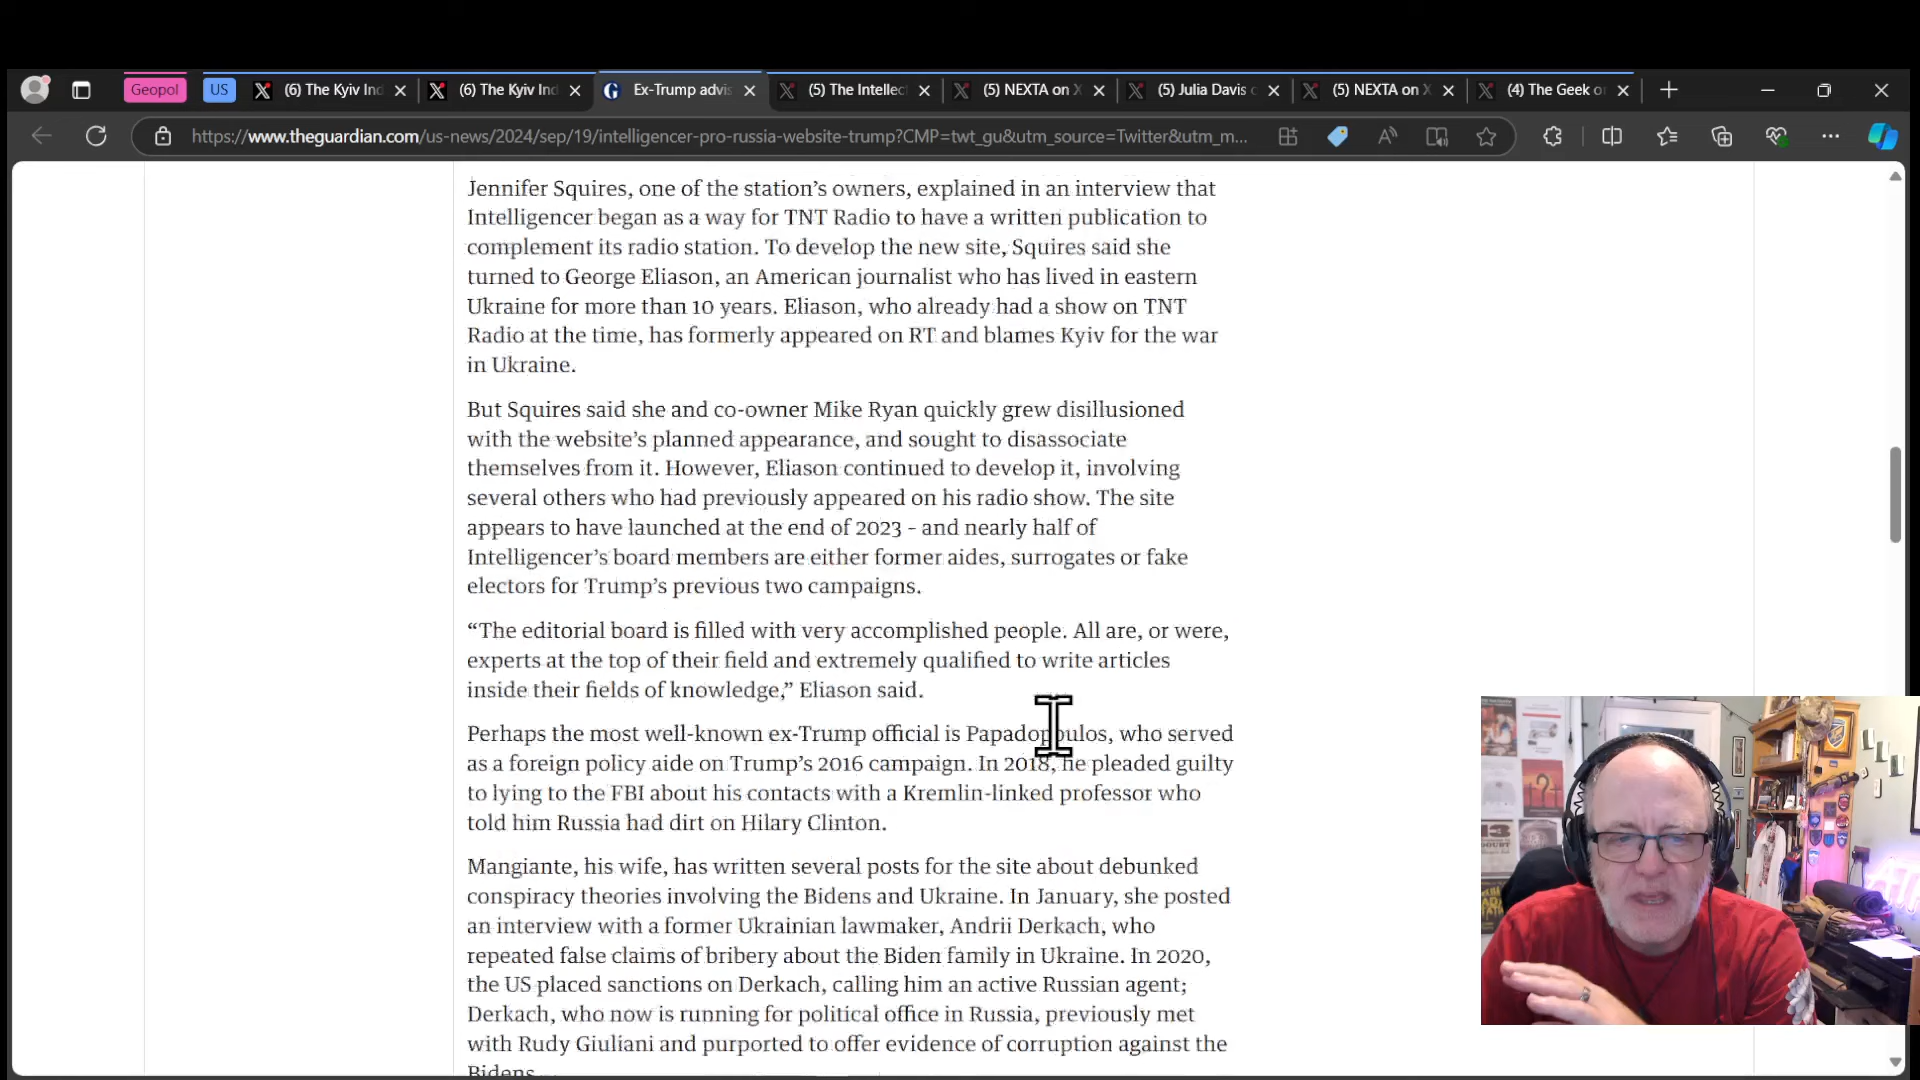 Geopol
US
(6) The Kyiv Ind
(6) The Kyiv Ind
Ex-Trump advis
(5) The Intellec
(5) NEXTA on X
(5) Julia Davis o
(5) NEXTA on X
(4) The Geek o
https://www.theguardian.com/us-news/2024/sep/19/intelligencer-pro-russia-website-trump?CMP=twt_gu&utm_source=Twitter&utm_m...
Jennifer Squires, one of the station’s owners, explained in an interview that
Intelligencer began as a way for TNT Radio to have a written publication to
complement its radio station. To develop the new site, Squires said she
turned to George Eliason, an American journalist who has lived in eastern
Ukraine for more than 10 years. Eliason, who already had a show on TNT
Radio at the time, has formerly appeared on RT and blames Kyiv for the war
in Ukraine.
But Squires said she and co-owner Mike Ryan quickly grew disillusioned
with the website’s planned appearance, and sought to disassociate
themselves from it. However, Eliason continued to develop it, involving
several others who had previously appeared on his radio show. The site
appears to have launched at the end of 2023 - and nearly half of
Intelligencer’s board members are either former aides, surrogates or fake
electors for Trump’s previous two campaigns.
“The editorial board is filled with very accomplished people. All are, or were,
experts at the top of their field and extremely qualified to write articles
inside their fields of knowledge,” Eliason said.
Perhaps the most well-known ex-Trump official is Papadopoulos, who served
as a foreign policy aide on Trump’s 2016 campaign. In 2018, he pleaded guilty
to lying to the FBI about his contacts with a Kremlin-linked professor who
told him Russia had dirt on Hilary Clinton.
Mangiante, his wife, has written several posts for the site about debunked
conspiracy theories involving the Bidens and Ukraine. In January, she posted
an interview with a former Ukrainian lawmaker, Andrii Derkach, who
repeated false claims of bribery about the Biden family in Ukraine. In 2020,
the US placed sanctions on Derkach, calling him an active Russian agent;
Derkach, who now is running for political office in Russia, previously met
with Rudy Giuliani and purported to offer evidence of corruption against the
Bidens.